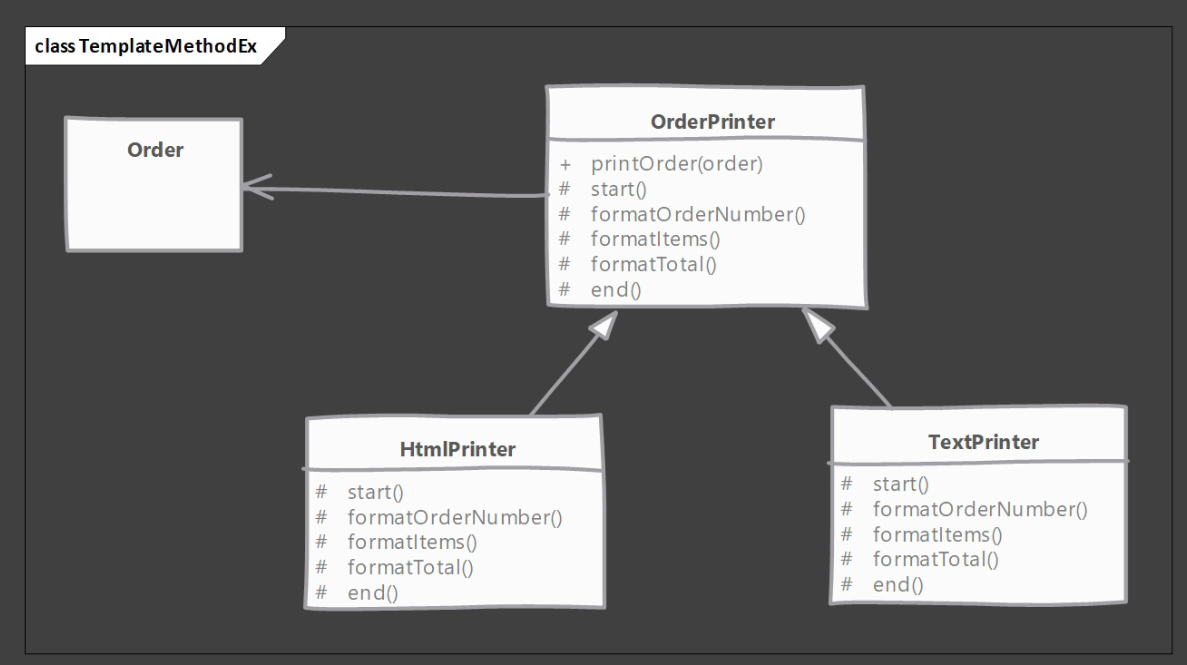 class TemplateMethodEx
Order
OrderPrinter
+ printOrder(order)
# start()
# formatOrderNumber()
# formatItems()
# formatTotal()
# end()
HtmlPrinter
# start()
# formatOrderNumber()
# formatItems()
# formatTotal()
# end()
TextPrinter
# start()
# formatOrderNumber()
# formatItems()
# formatTotal()
# end()